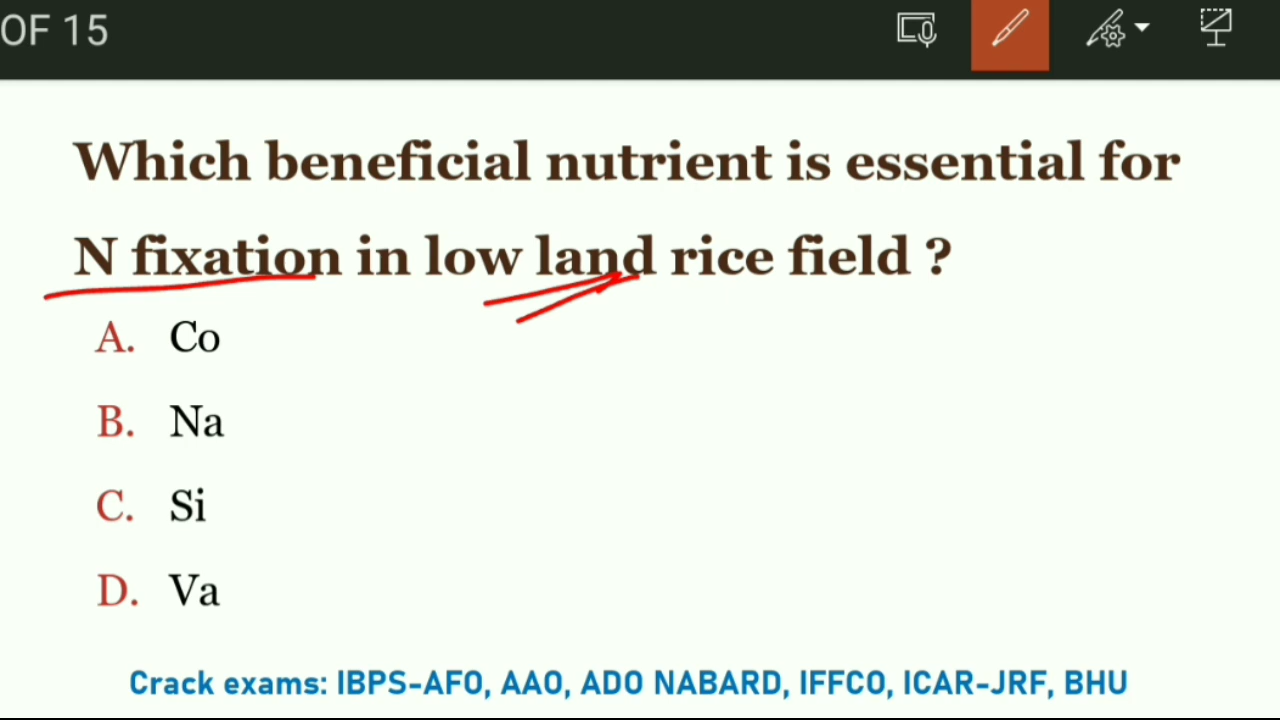 OF 15
Which beneficial nutrient is essential for
N fixation in low land rice field ?
A. Co
B. Na
C. Si
D. Va
Crack exams: IBPS-AFO, AAO, ADO NABARD, IFFCO, ICAR-JRF, BHU